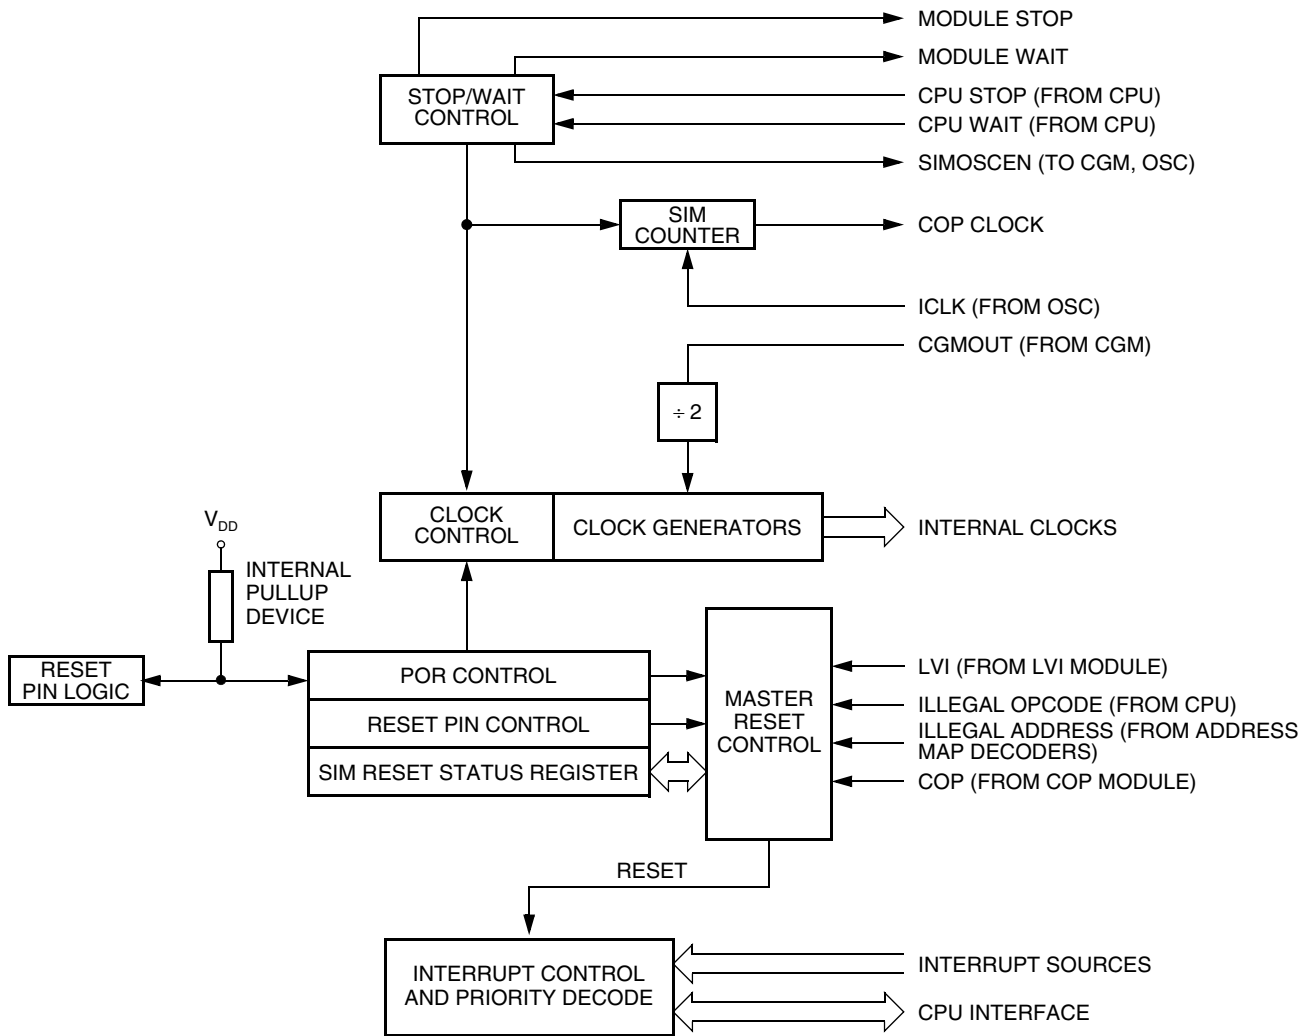 MODULE STOP
MODULE WAIT
STOP/WAIT
CONTROL
CPU STOP (FROM CPU)
CPU WAIT (FROM CPU)
SIMOSCEN (TO CGM, OSC)
SIM
COUNTER
COP CLOCK
ICLK (FROM OSC)
CGMOUT (FROM CGM)
÷ 2
CLOCK
CONTROL
CLOCK GENERATORS
INTERNAL CLOCKS
VDD
INTERNAL
PULLUP
DEVICE
RESET
PIN LOGIC
POR CONTROL
RESET PIN CONTROL
SIM RESET STATUS REGISTER
MASTER
RESET
CONTROL
LVI (FROM LVI MODULE)
ILLEGAL OPCODE (FROM CPU)
ILLEGAL ADDRESS (FROM ADDRESS
MAP DECODERS)
COP (FROM COP MODULE)
RESET
INTERRUPT CONTROL
AND PRIORITY DECODE
INTERRUPT SOURCES
CPU INTERFACE